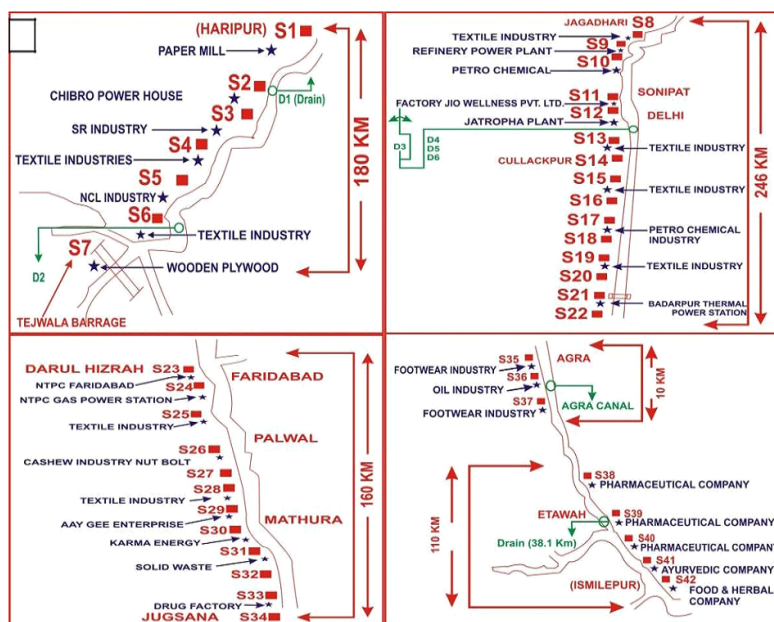 (HARIPUR) S1
PAPER MILL
S2
CHIBRO POWER HOUSE
D1 (Drain)
S3
SR INDUSTRY
S4
TEXTILE INDUSTRIES
S5
NCL INDUSTRY
S6
TEXTILE INDUSTRY
S7
D2
WOODEN PLYWOOD
TEJWALA BARRAGE
180 KM
JAGADHARI S8
TEXTILE INDUSTRY
S9
REFINERY POWER PLANT
S10
PETRO CHEMICAL
SONIPAT
S11
FACTORY JIO WELLNESS PVT. LTD.
S12
DELHI
JATROPHA PLANT
D3
D4
D5
D6
S13
TEXTILE INDUSTRY
CULLACKPUR S14
S15
TEXTILE INDUSTRY
S16
S17
PETRO CHEMICAL
INDUSTRY
S18
S19
TEXTILE INDUSTRY
S20
S21
BADARPUR THERMAL
POWER STATION
S22
246 KM
DARUL HIZRAH S23
FARIDABAD
NTPC FARIDABAD
S24
NTPC GAS POWER STATION
S25
TEXTILE INDUSTRY
PALWAL
S26
CASHEW INDUSTRY NUT BOLT
S27
S28
TEXTILE INDUSTRY
S29
MATHURA
AAY GEE ENTERPRISE
S30
KARMA ENERGY
S31
SOLID WASTE
S32
S33
DRUG FACTORY
JUGSANA S34
160 KM
S35
AGRA
FOOTWEAR INDUSTRY
S36
OIL INDUSTRY
S37
AGRA CANAL
FOOTWEAR INDUSTRY
10 KM
S38
PHARMACEUTICAL COMPANY
ETAWAH
S39
PHARMACEUTICAL COMPANY
Drain (38.1 Km)
S40
PHARMACEUTICAL COMPAN
S41
AYURVEDIC COMPANY
(ISMILEPUR)
S42
FOOD & HERBAL
COMPANY
110 KM